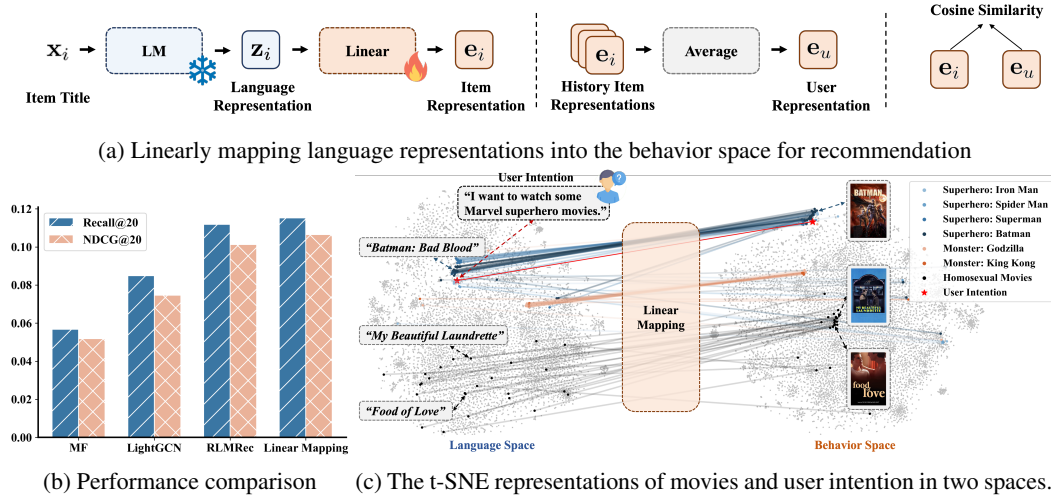 x_i
LM
z_i
Linear
e_i
Item Title
Language
Representation
Item
Representation
e_i
Average
e_u
History Item
Representations
User
Representation
Cosine Similarity
e_i
e_u
(a) Linearly mapping language representations into the behavior space for recommendation
0.12
0.10
0.08
0.06
0.04
0.02
0.00
Recall@20
NDCG@20
MF
LightGCN
RLMRec
Linear Mapping
(b) Performance comparison
User Intention
“I want to watch some
Marvel superhero movies.”
“Batman: Bad Blood”
“My Beautiful Laundrette”
“Food of Love”
Language Space
Linear
Mapping
Behavior Space
BATMAN
MY BEAUTIFUL
LAUNDRETTE
food
of
love
Superhero: Iron Man
Superhero: Spider Man
Superhero: Superman
Superhero: Batman
Monster: Godzilla
Monster: King Kong
Homosexual Movies
User Intention
(c) The t-SNE representations of movies and user intention in two spaces.